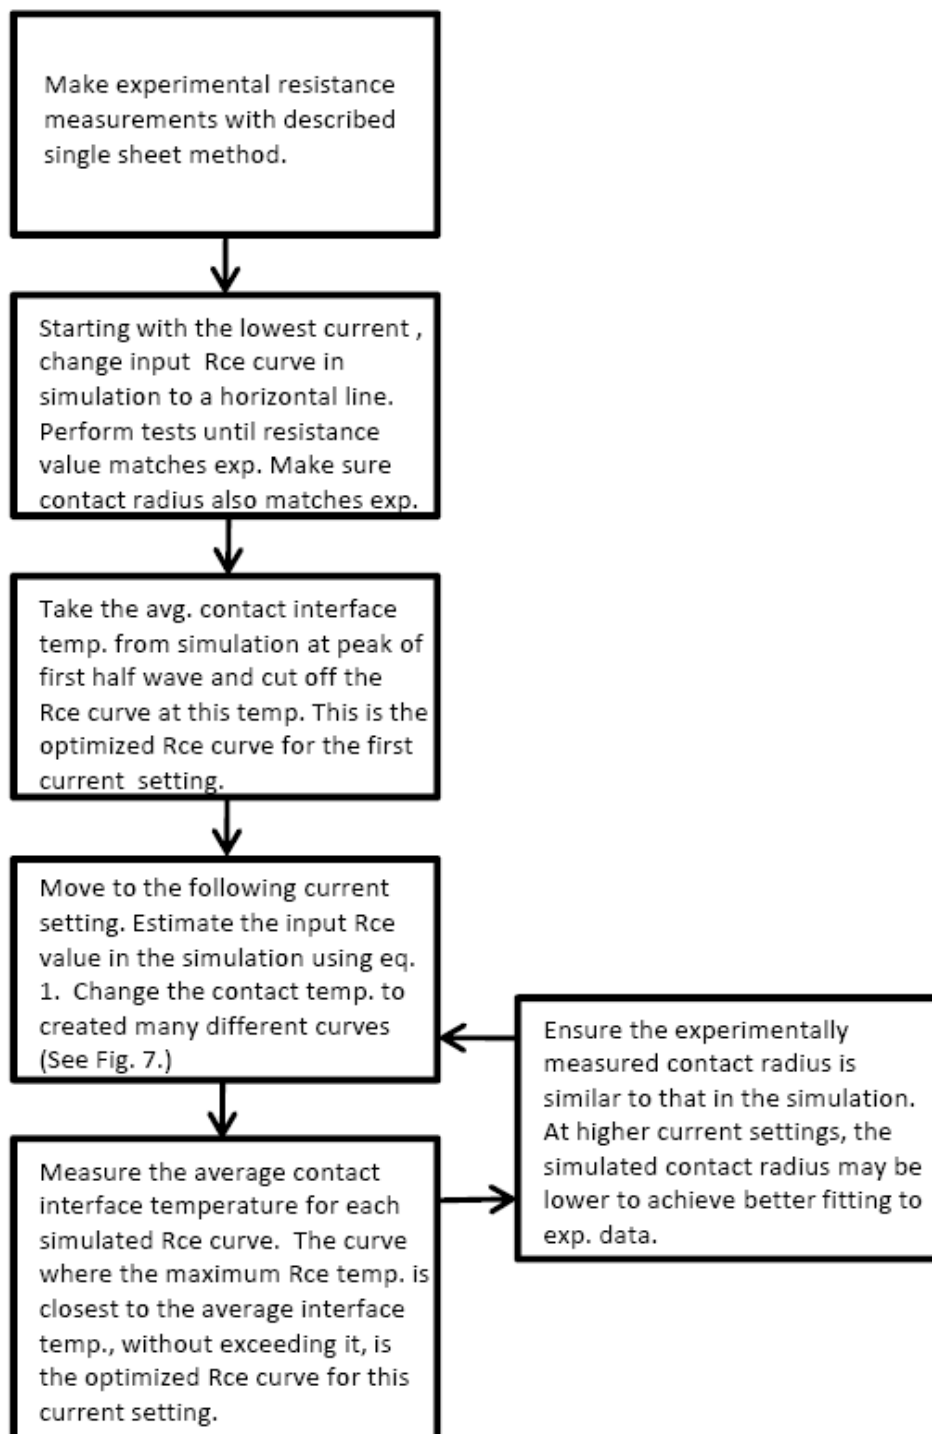 Make experimental resistance
measurements with described
single sheet method.
Starting with the lowest current ,
change input Rce curve in
simulation to a horizontal line.
Perform tests until resistance
value matches exp. Make sure
contact radius also matches exp.
Take the avg. contact interface
temp. from simulation at peak of
first half wave and cut off the
Rce curve at this temp. This is the
optimized Rce curve for the first
current setting.
Move to the following current
setting. Estimate the input Rce
value in the simulation using eq.
1. Change the contact temp. to
created many different curves
(See Fig. 7.)
Measure the average contact
interface temperature for each
simulated Rce curve. The curve
where the maximum Rce temp. is
closest to the average interface
temp., without exceeding it, is
the optimized Rce curve for this
current setting.
Ensure the experimentally
measured contact radius is
similar to that in the simulation.
At higher current settings, the
simulated contact radius may be
lower to achieve better fitting to
exp. data.